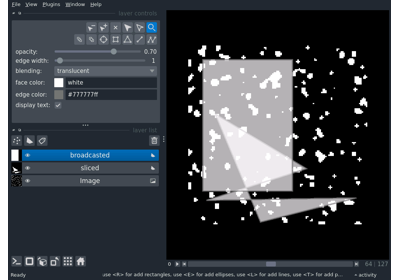 File View Plugins Window Help
layer controls
opacity: 0.70
edge width: 1
blending: translucent
face color: white
edge color: #777777ff
display text:
layer list
broadcasted
sliced
Image
64 127
Ready use <R> for add rectangles, use <E> for add ellipses, use <L> for add lines, use <T> for add p... activity